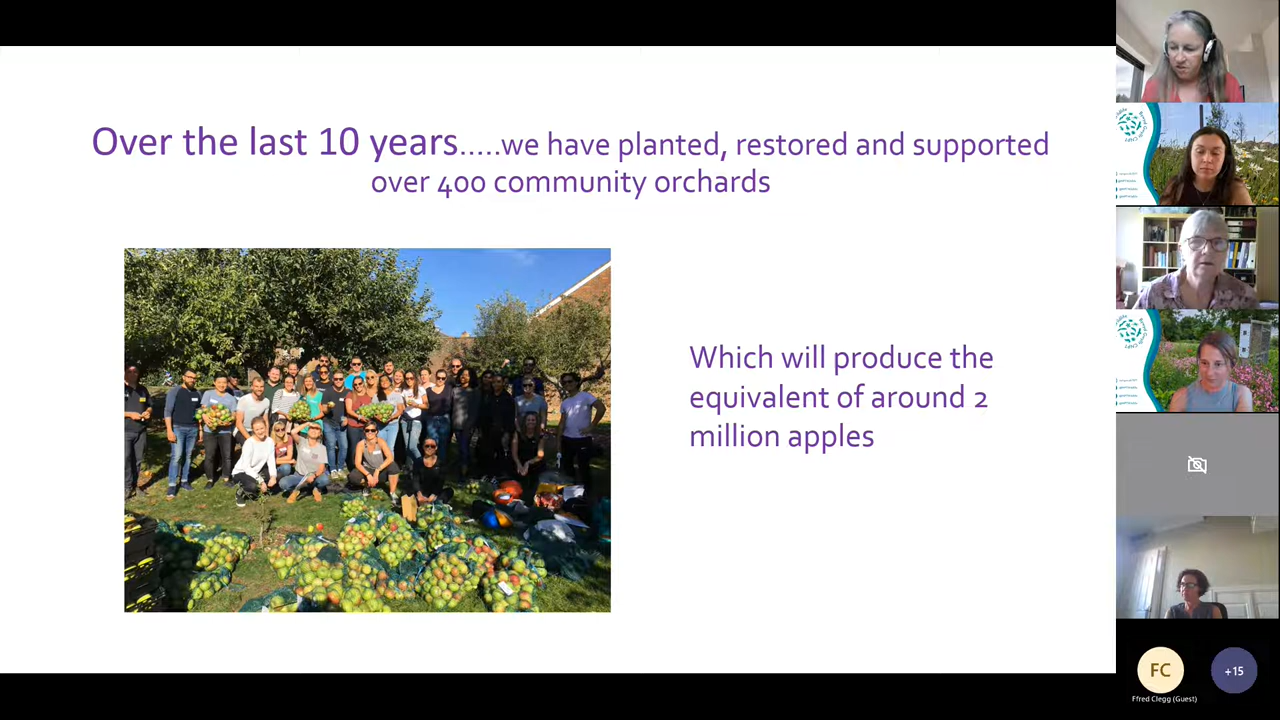 Over the last 10 years.....we have planted, restored and supported
over 400 community orchards
Which will produce the
equivalent of around 2
million apples
FC
+15
Ffred Clegg (Guest)